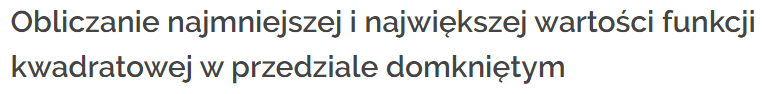 Obliczanie najmniejszej i największej wartości funkcji
kwadratowej w przedziale domkniętym